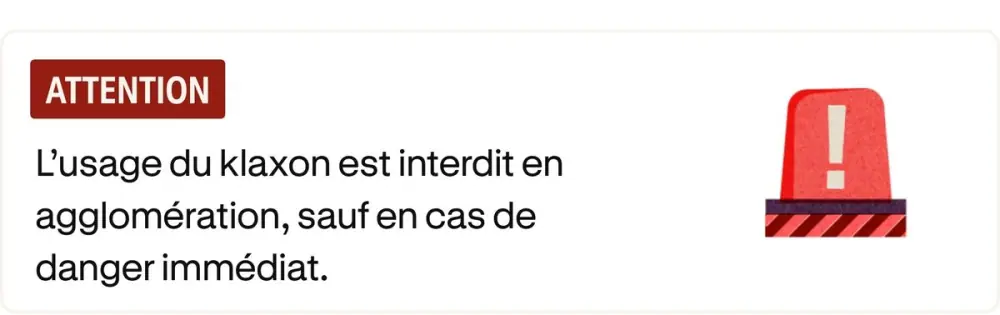 ATTENTION
L’usage du klaxon est interdit en
agglomération, sauf en cas de
danger immédiat.